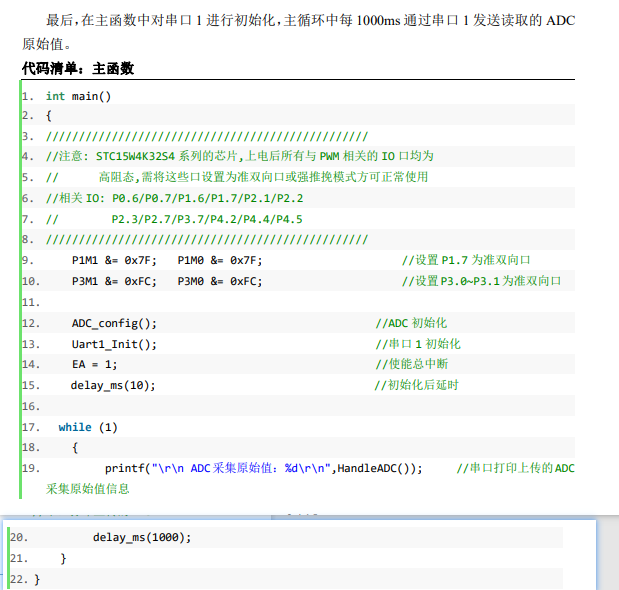 最后，在主函数中对串口 1 进行初始化，主循环中每 1000ms 通过串口 1 发送读取的 ADC
原始值。
代码清单：主函数
1. int main()
2. {
3. /////////////////////////////////////////////////
4. //注意: STC15W4K32S4 系列的芯片,上电后所有与 PWM 相关的 IO 口均为
5. //      高阻态,需将这些口设置为准双向口或强推挽模式方可正常使用
6. //相关 IO: P0.6/P0.7/P1.6/P1.7/P2.1/P2.2
7. //        P2.3/P2.7/P3.7/P4.2/P4.4/P4.5
8. /////////////////////////////////////////////////
9.     P1M1 &= 0x7F;   P1M0 &= 0x7F;                     //设置 P1.7 为准双向口
10.     P3M1 &= 0xFC;   P3M0 &= 0xFC;                     //设置 P3.0~P3.1 为准双向口
11.
12.     ADC_config();                                 //ADC 初始化
13.     Uart1_Init();                                 //串口 1 初始化
14.     EA = 1;                                       //使能总中断
15.     delay_ms(10);                                 //初始化后延时
16.
17.   while (1)
18.     {
19.          printf("\r\n ADC 采集原始值: %d\r\n",HandleADC());     //串口打印上传的 ADC
采集原始值信息
20.          delay_ms(1000);
21.     }
22. }